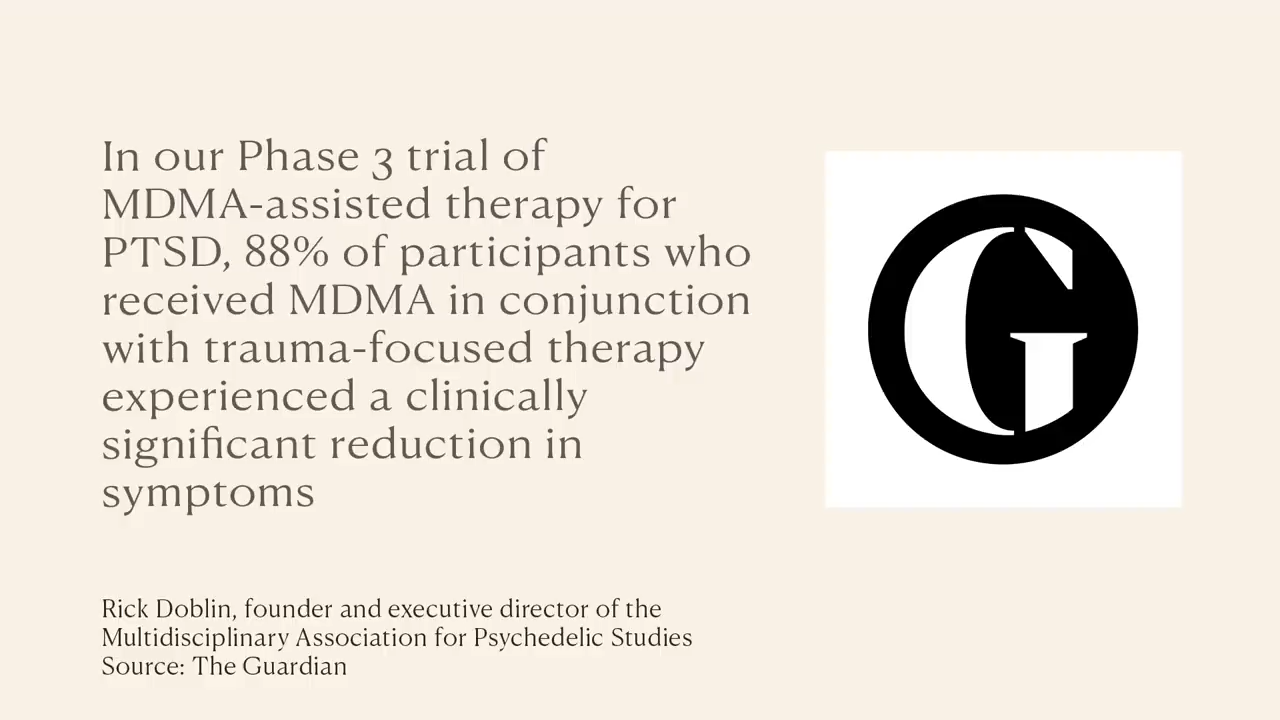 In our Phase 3 trial of
MDMA-assisted therapy for
PTSD, 88% of participants who
received MDMA in conjunction
with trauma-focused therapy
experienced a clinically
significant reduction in
symptoms
G
Rick Doblin, founder and executive director of the
Multidisciplinary Association for Psychedelic Studies
Source: The Guardian